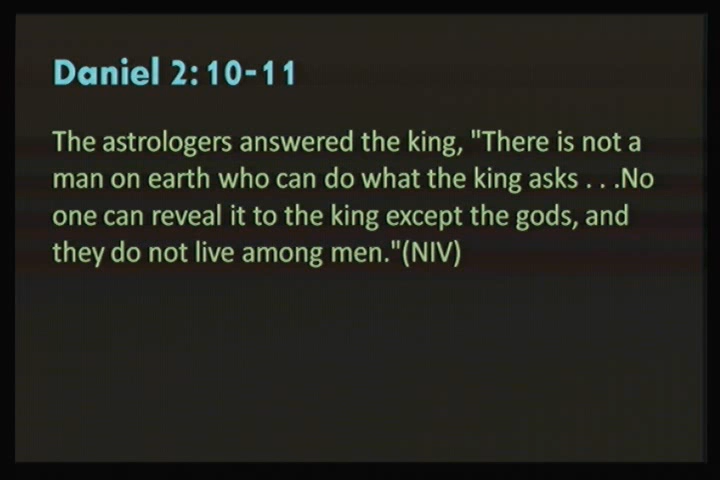 Daniel 2:10-11
The astrologers answered the king, "There is not a
man on earth who can do what the king asks . . .No
one can reveal it to the king except the gods, and
they do not live among men."(NIV)